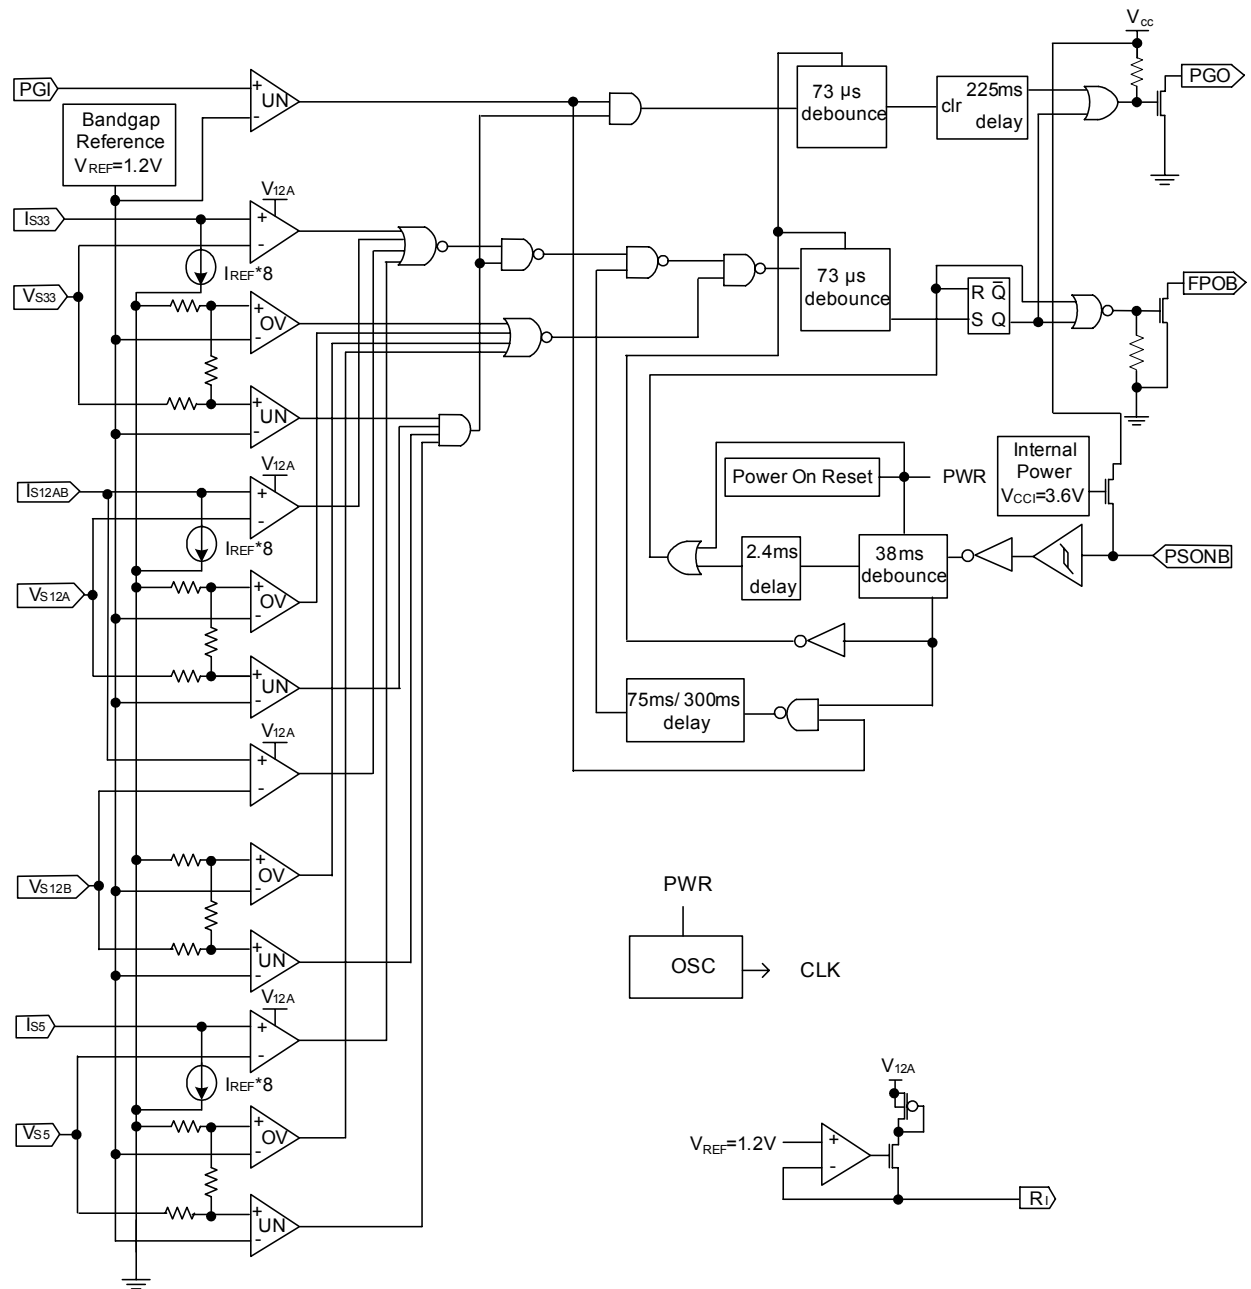 Vcc
PGI
+
UN
-
73 µs
debounce
225ms
clr
delay
PGO
Bandgap
Reference
VREF=1.2V
V12A
IS33
+
-
IREF*8
VS33
+
OV
-
73 µs
debounce
R Q̅
S Q
FPOB
+
UN
-
V12A
IS12AB
+
-
IREF*8
Power On Reset
PWR
Internal
Power
VCCI=3.6V
2.4ms
delay
38ms
debounce
PSONB
VS12A
+
OV
-
+
UN
-
75ms/ 300ms
delay
V12A
+
-
VS12B
+
OV
-
PWR
OSC
CLK
+
UN
-
V12A
IS5
+
-
IREF*8
VS5
+
OV
-
V12A
VREF=1.2V
+
-
RI
+
UN
-